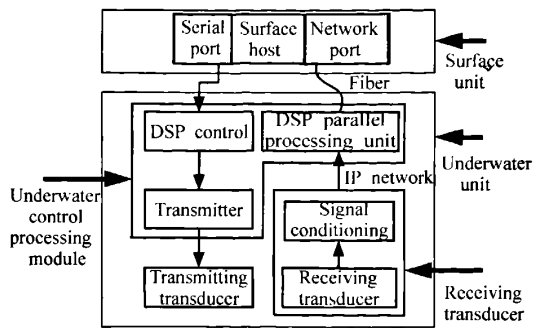 Serial
port
Surface
host
Network
port
Surface
unit
Fiber
DSP control
DSP parallel
processing unit
Underwater
unit
IP network
Underwater
control
processing
module
Transmitter
Signal
conditioning
Transmitting
transducer
Receiving
transducer
Receiving
transducer